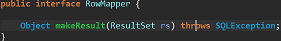 public interface RowMapper {
Object makeResult(ResultSet rs) throws SQLException;
}